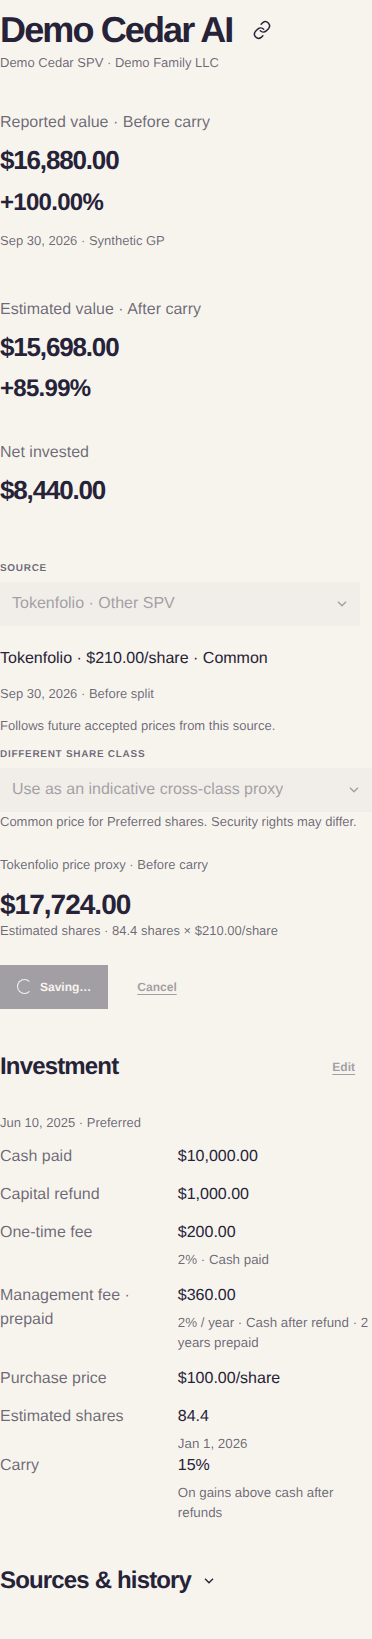 Demo Cedar AI
Demo Cedar SPV · Demo Family LLC
Reported value · Before carry
$16,880.00
+100.00%
Sep 30, 2026 · Synthetic GP
Estimated value · After carry
$15,698.00
+85.99%
Net invested
$8,440.00
SOURCE
Tokenfolio · Other SPV
Tokenfolio · $210.00/share · Common
Sep 30, 2026 · Before split
Follows future accepted prices from this source.
DIFFERENT SHARE CLASS
Use as an indicative cross-class proxy
Common price for Preferred shares. Security rights may differ.
Tokenfolio price proxy · Before carry
$17,724.00
Estimated shares · 84.4 shares × $210.00/share
Saving...
Cancel
Investment
Edit
Jun 10, 2025 · Preferred
Cash paid
$10,000.00
Capital refund
$1,000.00
One-time fee
$200.00
2% · Cash paid
Management fee ·
prepaid
$360.00
2% / year · Cash after refund · 2
years prepaid
Purchase price
$100.00/share
Estimated shares
84.4
Jan 1, 2026
Carry
15%
On gains above cash after
refunds
Sources & history